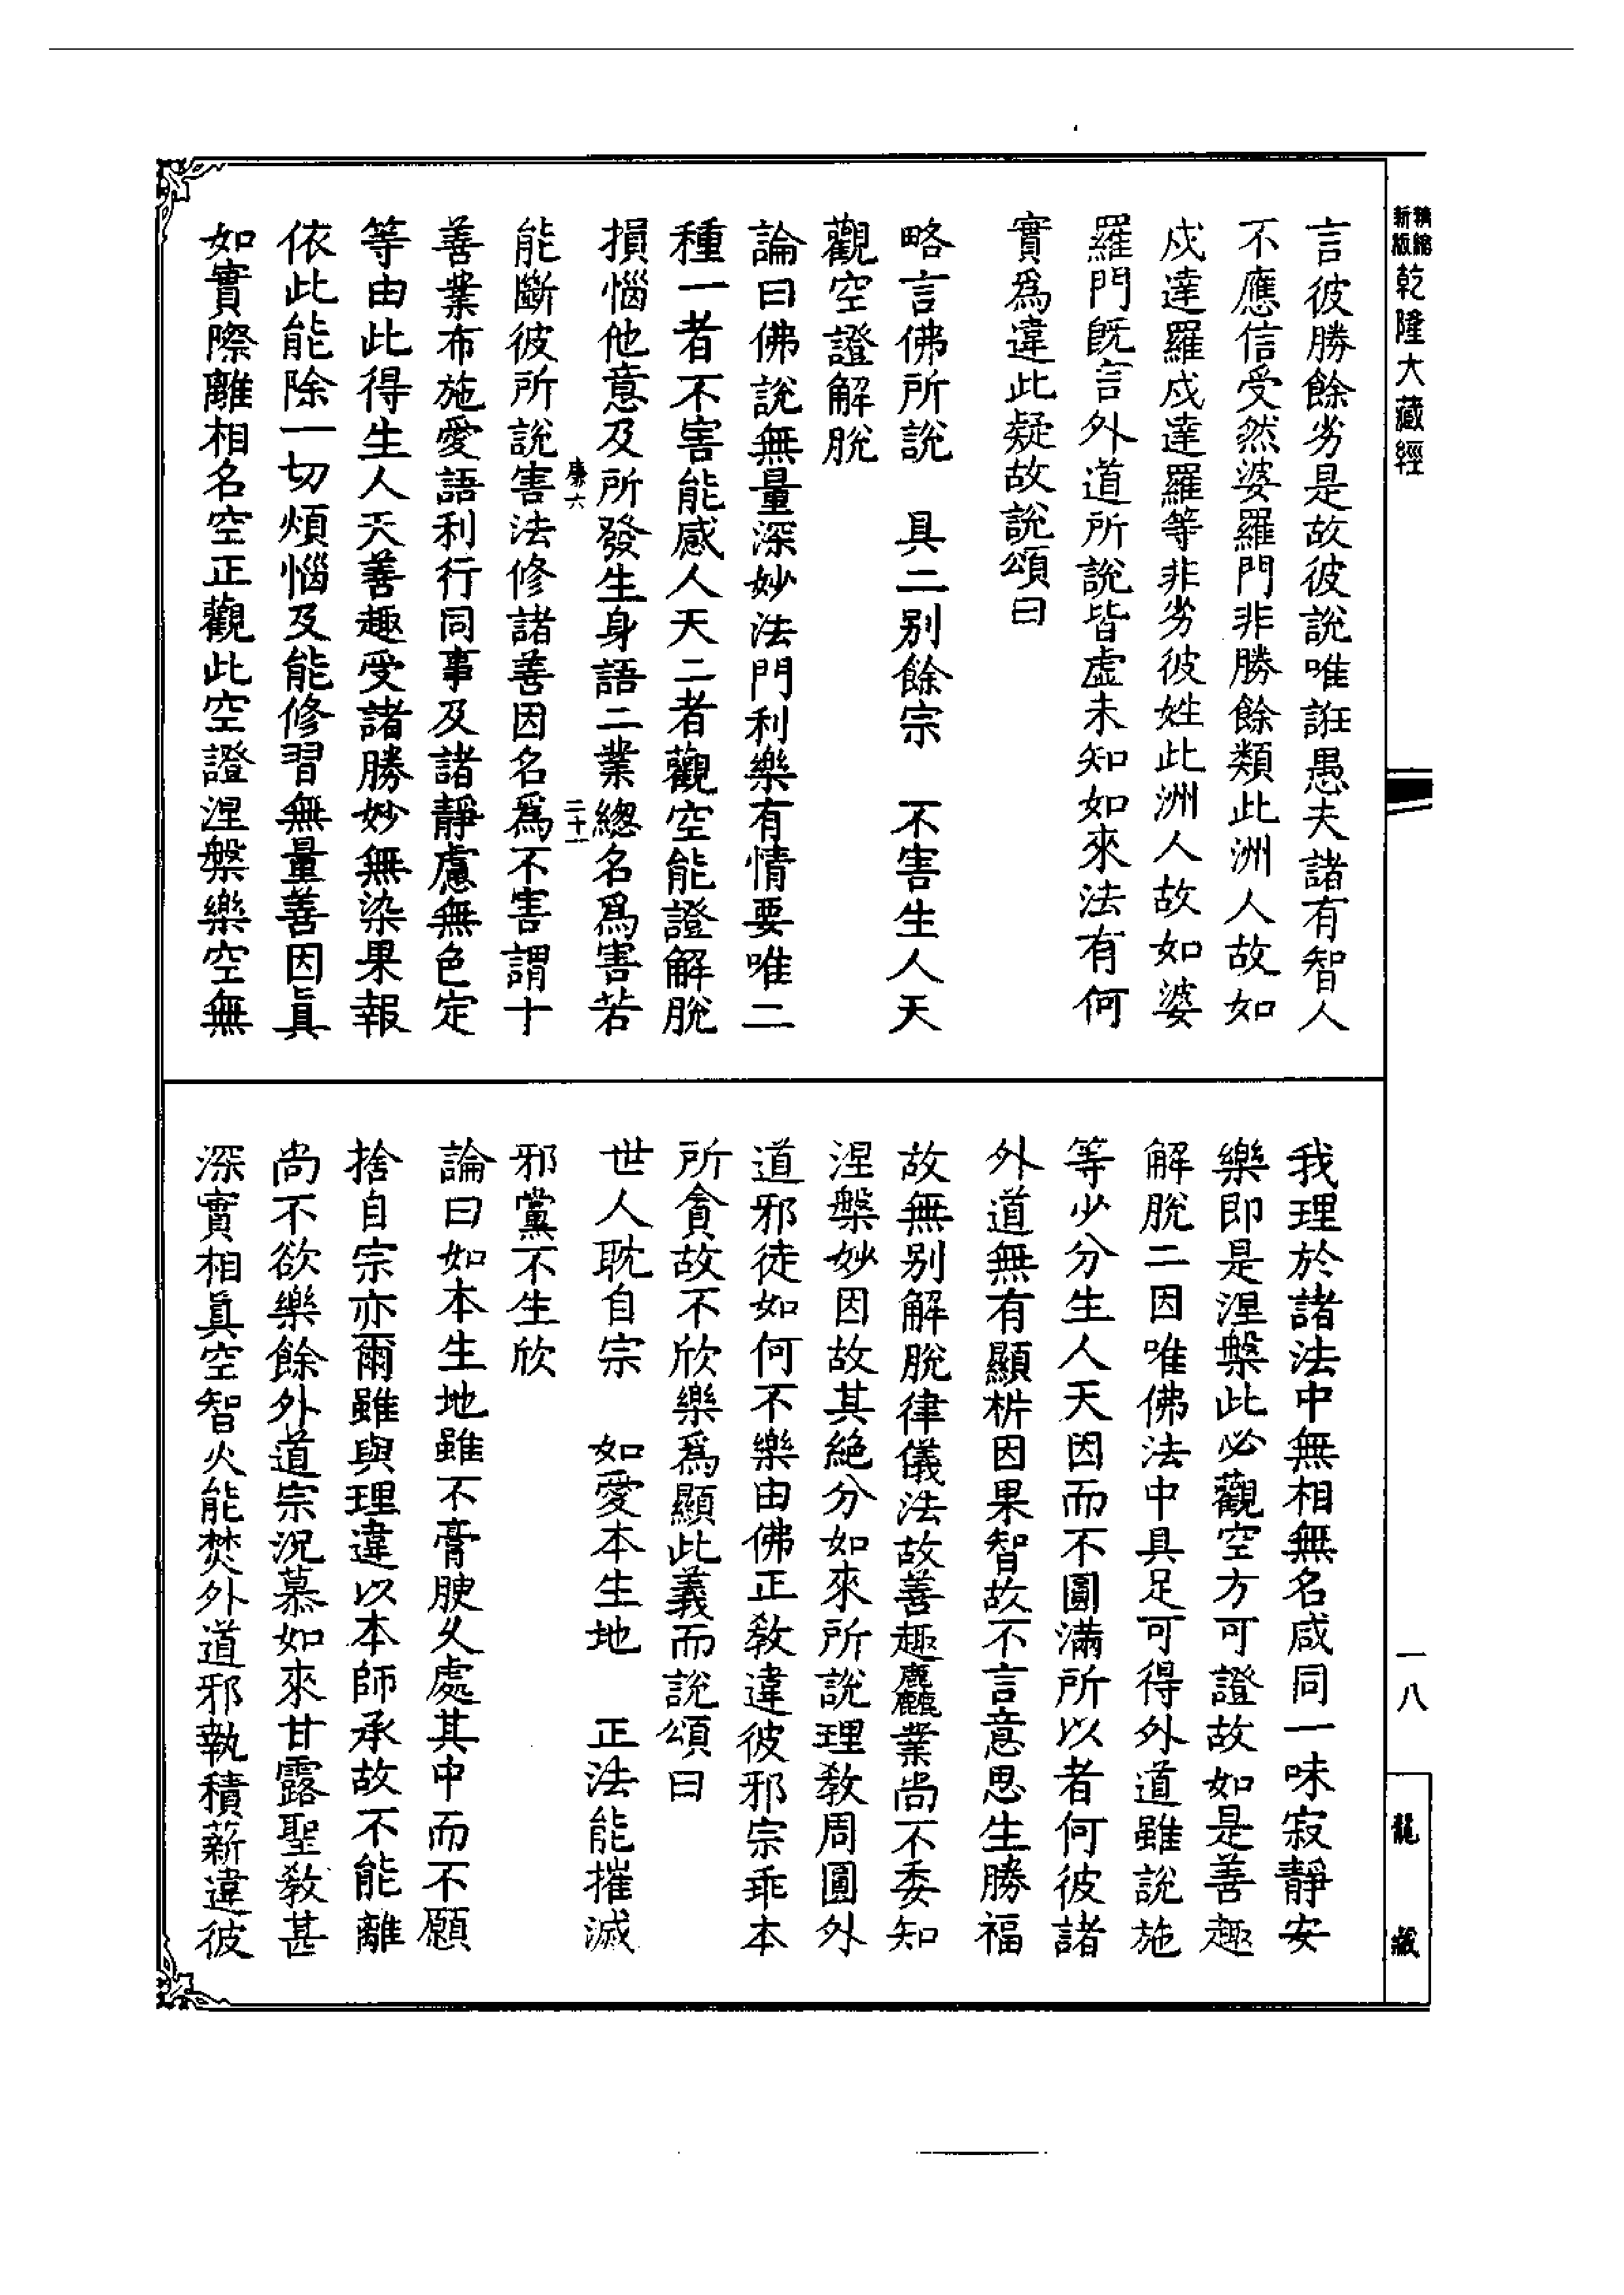 新版精縮乾隆大藏經
一八
龍藏
言彼勝餘劣是故彼說唯誑愚夫諸有智人
不應信受然婆羅門非勝餘類此洲人故如
戍達羅戍達羅等非劣彼姓此洲人故如婆
羅門旣言外道所說皆虛未知如來法有何
實爲違此疑故說頌曰
略言佛所說　具二别餘宗　不害生人天
觀空證解脫
論曰佛說無量深妙法門利樂有情要唯二
種一者不害能感人天二者觀空能證解脫
損惱他意及所發生身語二業總名爲害若
康六　二十一
能斷彼所說害法修諸善因名爲不害謂十
善業布施愛語利行同事及諸靜慮無色定
等由此得生人天善趣受諸勝妙無染果報
依此能除一切煩惱及能修習無量善因眞
如實際離相名空正觀此空證涅槃樂空無
我理於諸法中無相無名咸同一味寂靜安
樂即是涅槃此必觀空方可證故如是善趣
解脫二因唯佛法中具足可得外道雖說施
等少分生人天因而不圓滿所以者何彼諸
外道無有顯枿因果智故不言意思生勝福
故無别解脫律儀法故善趣麤業尚不委知
涅槃妙因故其絕分如來所說理敎周圓外
道邪徒如何不樂由佛正敎違彼邪宗乖本
所貪故不欣樂爲顯此義而說頌曰
世人耽自宗　如愛本生地　正法能摧滅
邪黨不生欣
論曰如本生地雖不膏腴久處其中而不願
捨自宗亦爾雖與理違以本師承故不能離
尚不欲樂餘外道宗況慕如來甘露聖敎甚
深實相眞空智火能焚外道邪執積薪違彼